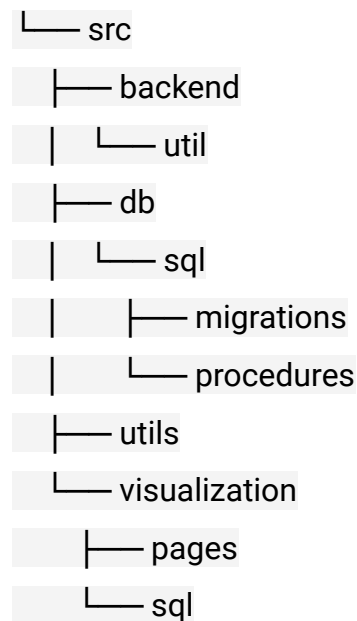 └── src
    ├── backend
    │   └── util
    ├── db
    │   └── sql
    │       ├── migrations
    │       └── procedures
    ├── utils
    └── visualization
        ├── pages
        └── sql